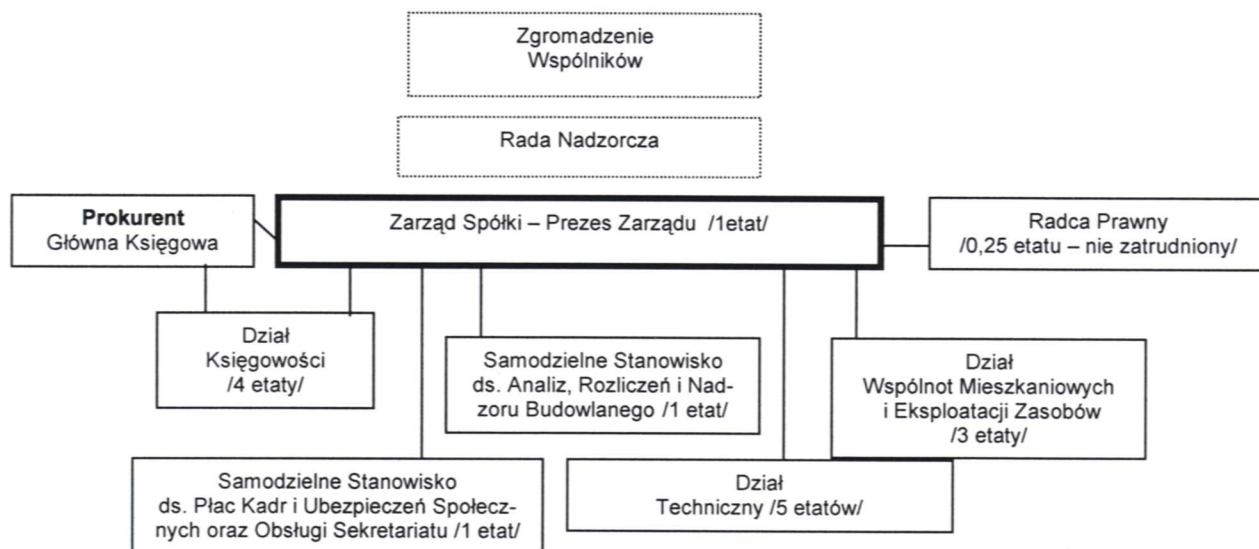 Zgromadzenie
Wspólników
Rada Nadzorcza
Prokurent
Główna Księgowa
Zarząd Spółki – Prezes Zarządu /1etat/
Radca Prawny
/0,25 etatu – nie zatrudniony/
Dział
Księgowości
/4 etaty/
Samodzielne Stanowisko
ds. Analiz, Rozliczeń i Nad-
zoru Budowlanego /1 etat/
Dział
Wspólnot Mieszkaniowych
i Eksploatacji Zasobów
/3 etaty/
Samodzielne Stanowisko
ds. Płac Kadr i Ubezpieczeń Społecz-
nych oraz Obsługi Sekretariatu /1 etat/
Dział
Techniczny /5 etatów/